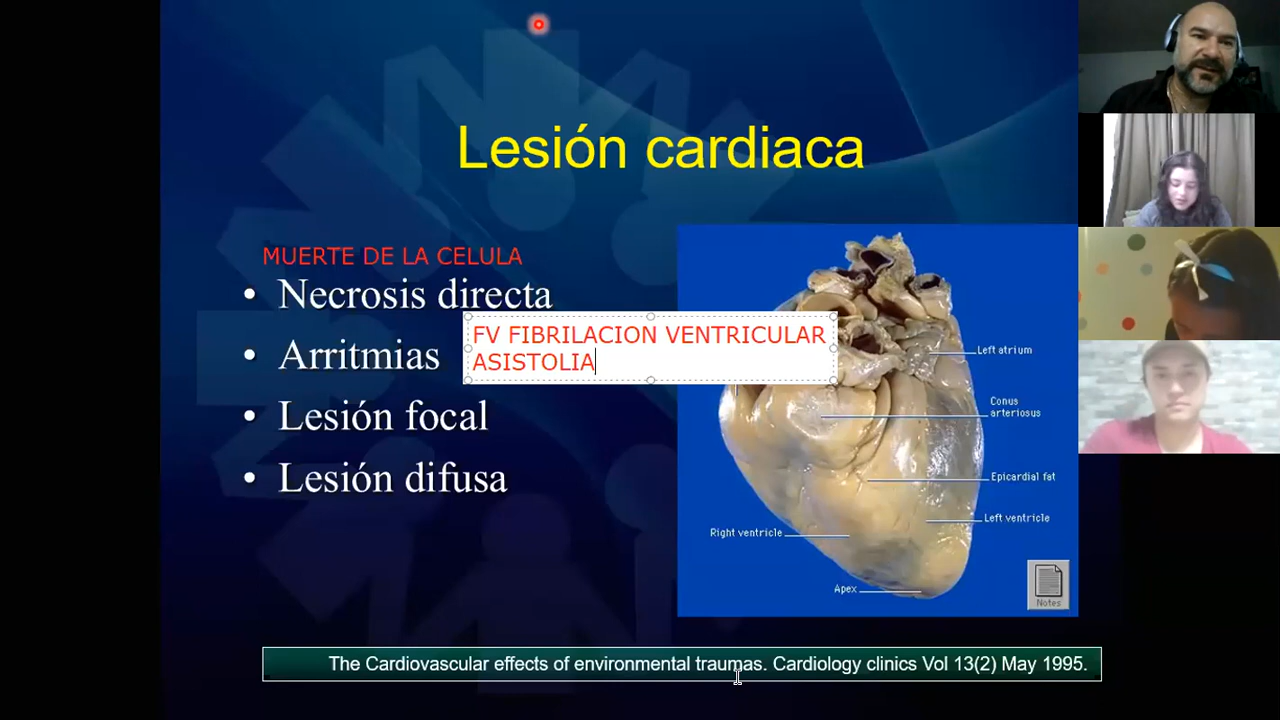 Lesión cardiaca
MUERTE DE LA CELULA
• Necrosis directa
FV FIBRILACION VENTRICULAR
ASISTOLIA
• Arritmias
• Lesión focal
• Lesión difusa
Left atrium
Conus
arteriosus
Epicardial fat
Left ventricle
Right ventricle
Apex
Notes
The Cardiovascular effects of environmental traumas. Cardiology clinics Vol 13(2) May 1995.